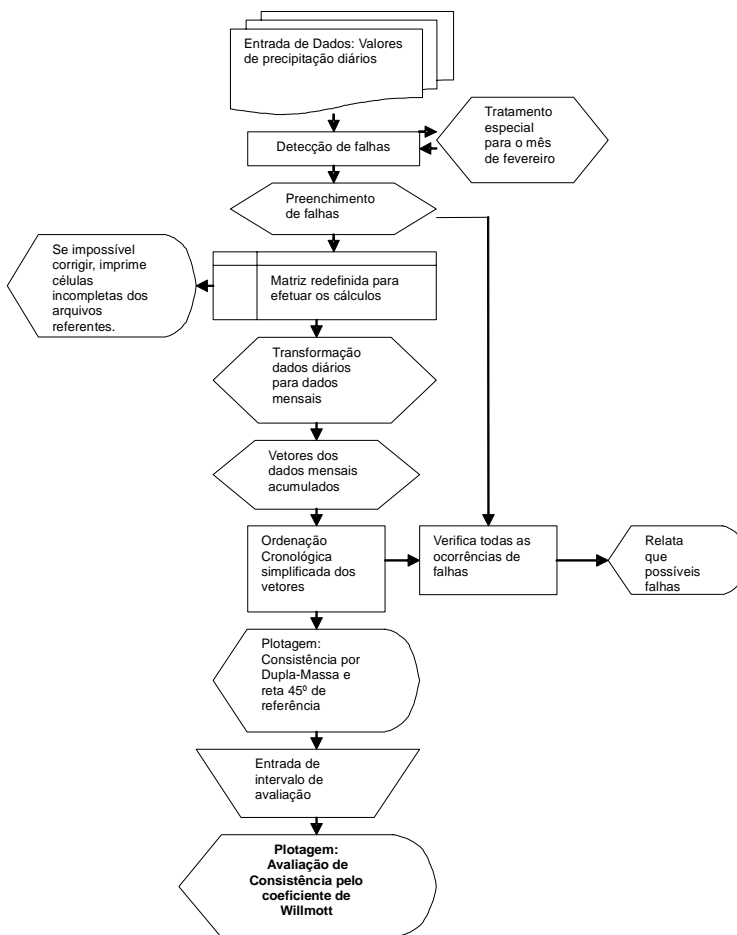 Entrada de Dados: Valores
de precipitação diários
Tratamento
especial
para o mês
de fevereiro
Detecção de falhas
Preenchimento
de falhas
Se impossível
corrigir, imprime
células
incompletas dos
arquivos
referentes.
Matriz redefinida para
efetuar os cálculos
Transformação
dados diários
para dados
mensais
Vetores dos
dados mensais
acumulados
Ordenação
Cronológica
simplificada dos
vetores
Verifica todas as
ocorrências de
falhas
Relata
que
possíveis
falhas
Plotagem:
Consistência por
Dupla-Massa e
reta 45º de
referência
Entrada de
intervalo de
avaliação
Plotagem:
Avaliação de
Consistência pelo
coeficiente de
Willmott